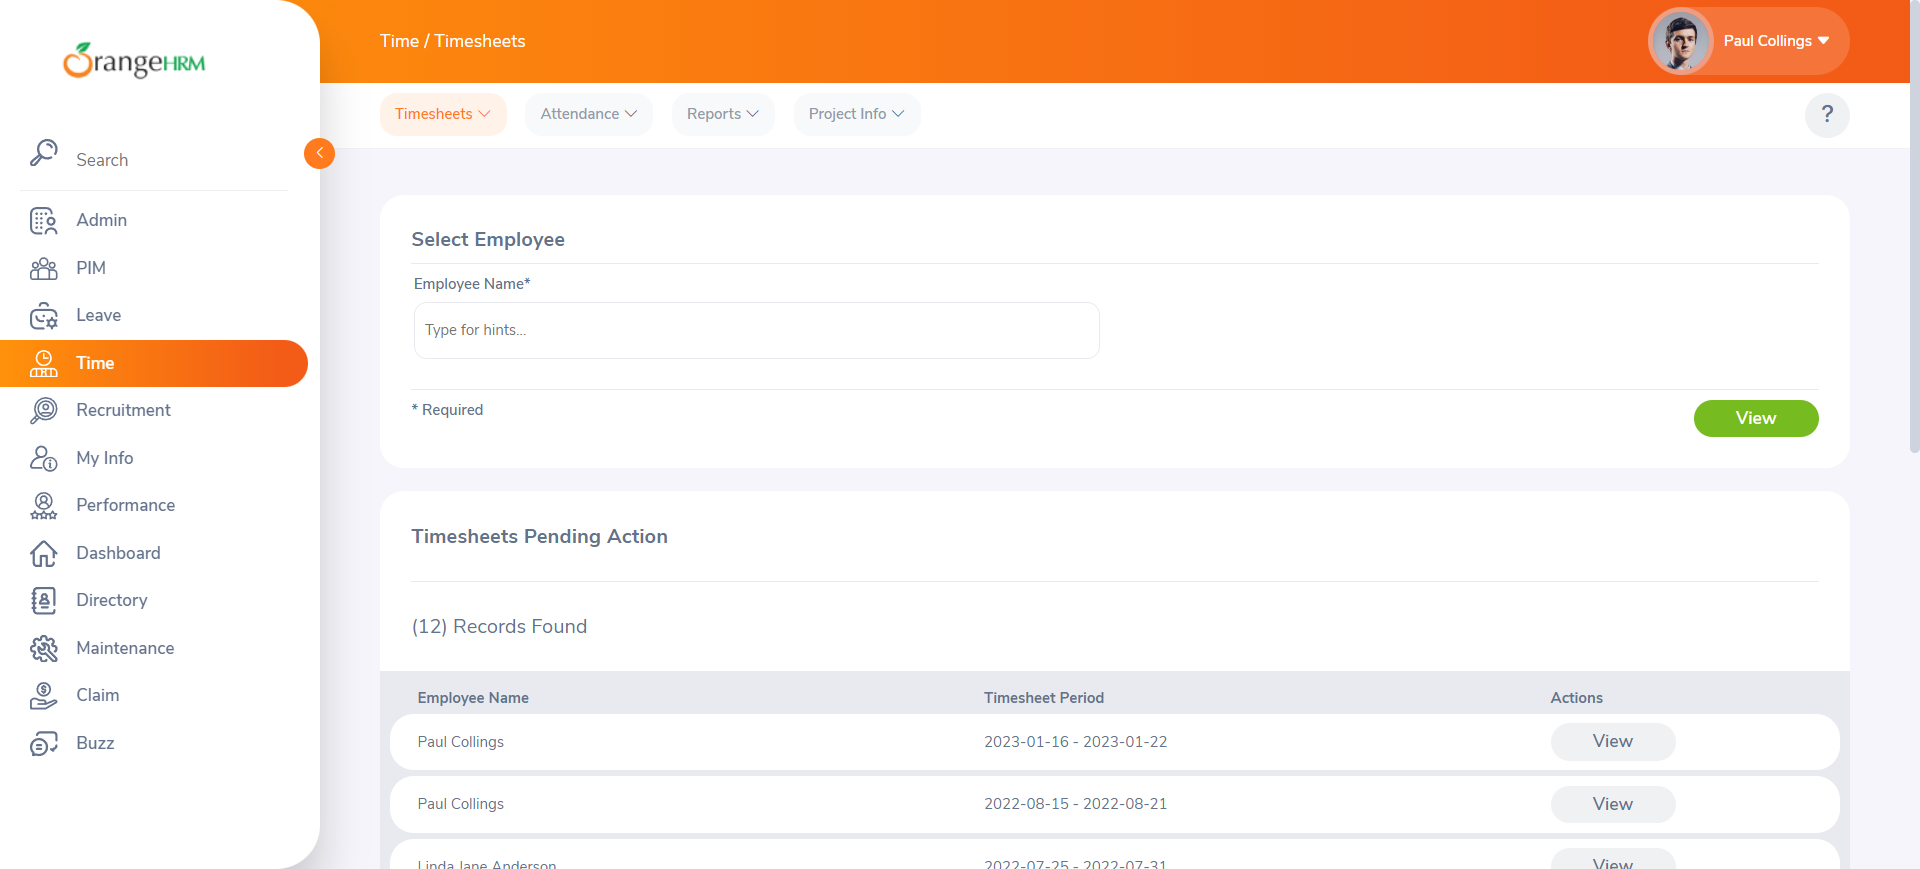 OrangeHRM
Time / Timesheets
Paul Collings
Timesheets
Attendance
Reports
Project Info
?
Search
Admin
PIM
Leave
Time
Recruitment
My Info
Performance
Dashboard
Directory
Maintenance
Claim
Buzz
Select Employee
Employee Name*
Type for hints...
* Required
View
Timesheets Pending Action
(12) Records Found
Employee Name Timesheet Period Actions
Paul Collings 2023-01-16 - 2023-01-22 View
Paul Collings 2022-08-15 - 2022-08-21 View
Linda Jane Anderson 2022-07-25 - 2022-07-31 View